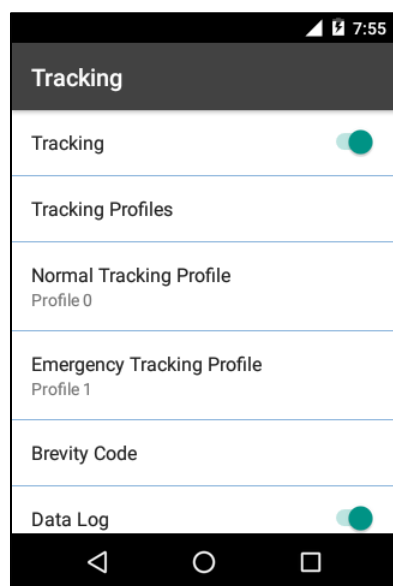 7:55
Tracking
Tracking
Tracking Profiles
Normal Tracking Profile
Profile 0
Emergency Tracking Profile
Profile 1
Brevity Code
Data Log